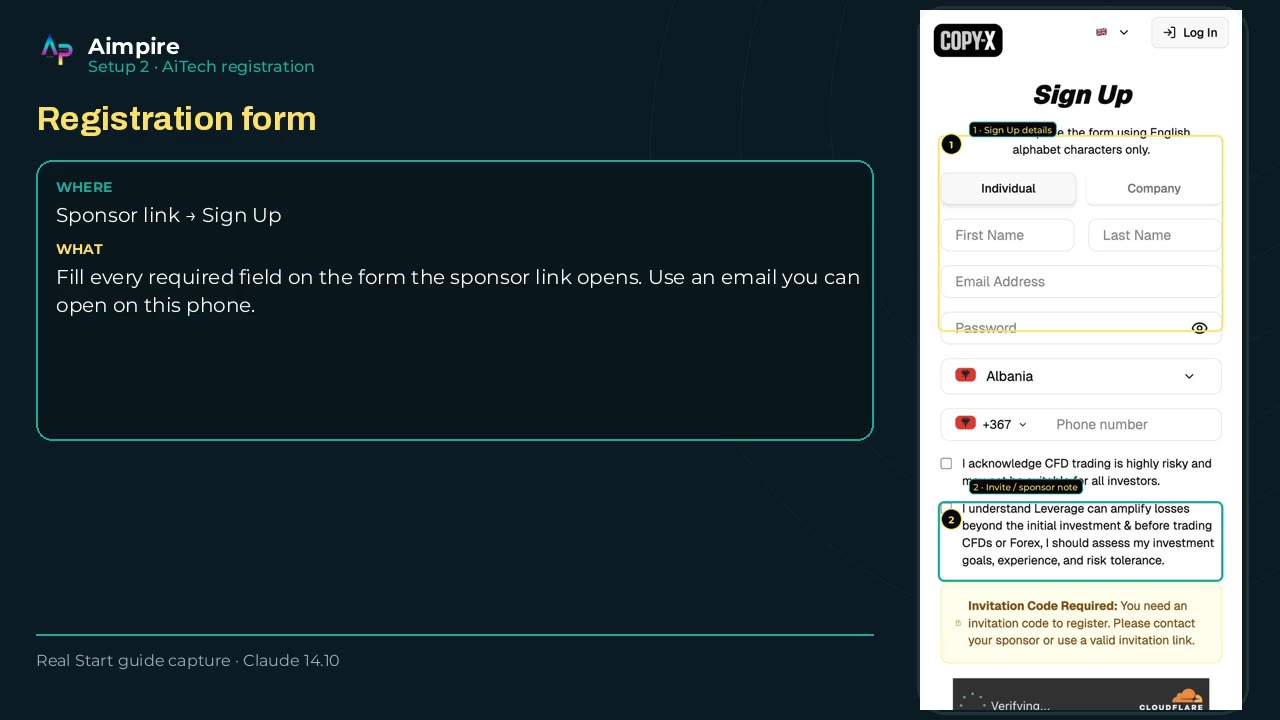 Aimpire
Setup 2 · AiTech registration
Registration form
WHERE
Sponsor link → Sign Up
WHAT
Fill every required field on the form the sponsor link opens. Use an email you can
open on this phone.
Real Start guide capture · Claude 14.10
COPY-X
Log In
Sign Up
1 · Sign Up details
the form using English
1
alphabet characters only.
Individual
Company
First Name
Last Name
Email Address
Password
Albania
+367
Phone number
I acknowledge CFD trading is highly risky and
all investors.
2 · Invite / sponsor note
I understand Leverage can amplify losses
2
beyond the initial investment & before trading
CFDs or Forex, I should assess my investment
goals, experience, and risk tolerance.
Invitation Code Required: You need an
invitation code to register. Please contact
your sponsor or use a valid invitation link.
Verifying...
CLOUDFLARE